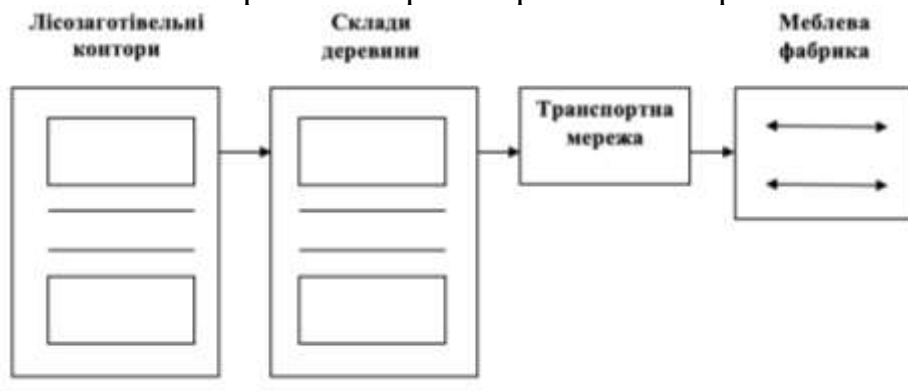 Лісозаготівельні
контори
Склади
деревини
Транспортна
мережа
Меблева
фабрика